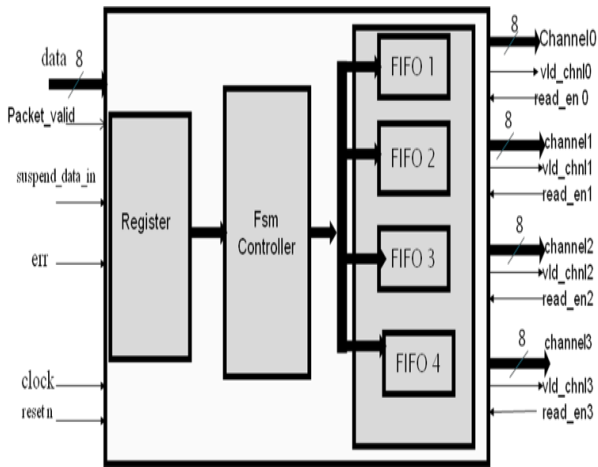 data 8
Packet_valid
suspend_data_in
err
clock
resetn
Register
Fsm
Controller
FIFO 1
FIFO 2
FIFO 3
FIFO 4
8 Channel0
vld_chnl0
read_en 0
8 channel1
vld_chnl1
read_en1
8 channel2
vld_chnl2
read_en2
8 channel3
vld_chnl3
read_en3